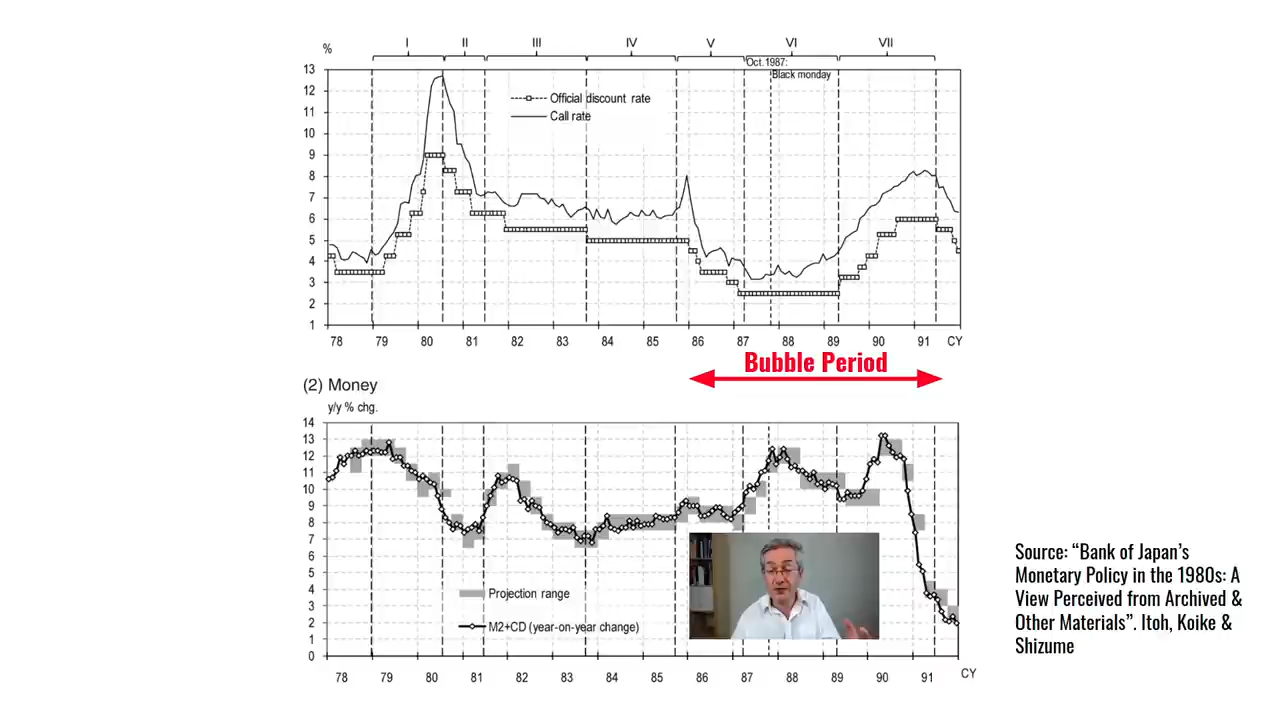 I II III IV V VI VII
%
Oct.1987:
Black monday
13
12
11
10
9
8
7
6
5
4
3
2
1
Official discount rate
Call rate
78 79 80 81 82 83 84 85 86 87 88 89 90 91 CY
Bubble Period
(2) Money
y/y % chg.
14
13
12
11
10
9
8
7
6
5
4
3
2
1
0
Projection range
M2+CD (year-on-year change)
78 79 80 81 82 83 84 85 86 87 88 89 90 91 CY
Source: “Bank of Japan’s
Monetary Policy in the 1980s: A
View Perceived from Archived &
Other Materials”. Itoh, Koike &
Shizume